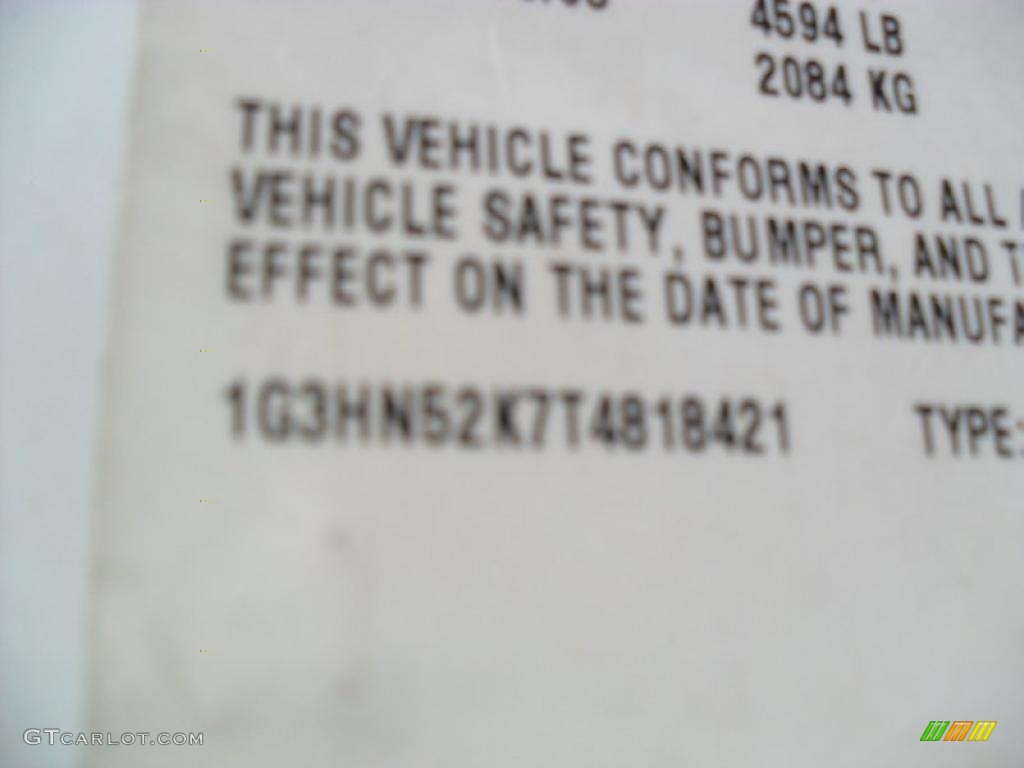 4594 LB
2084 KG
THIS VEHICLE CONFORMS TO ALL
VEHICLE SAFETY, BUMPER, AND
EFFECT ON THE DATE OF
1G3HN52K7T4818421 TYPE:
GTCARLOT.COM